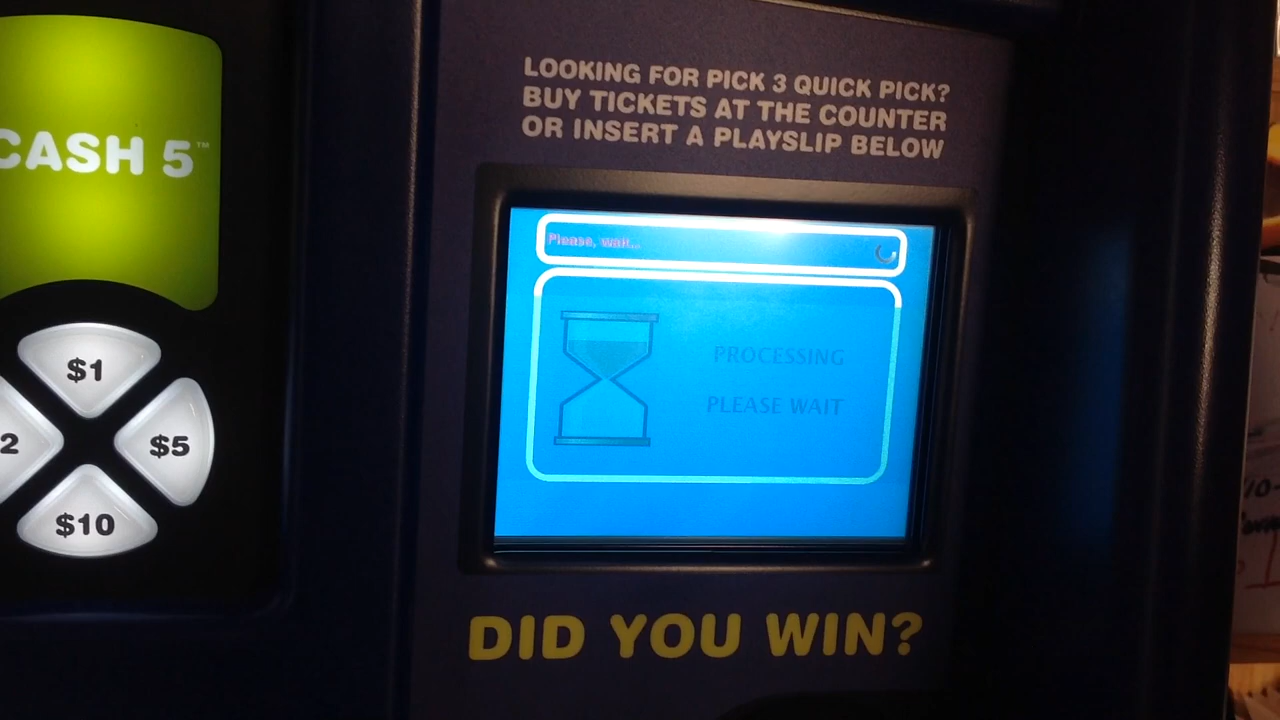 CASH 5™
$1
2
$5
$10
LOOKING FOR PICK 3 QUICK PICK?
BUY TICKETS AT THE COUNTER
OR INSERT A PLAYSLIP BELOW
Please, wait...
PROCESSING
PLEASE WAIT
DID YOU WIN?